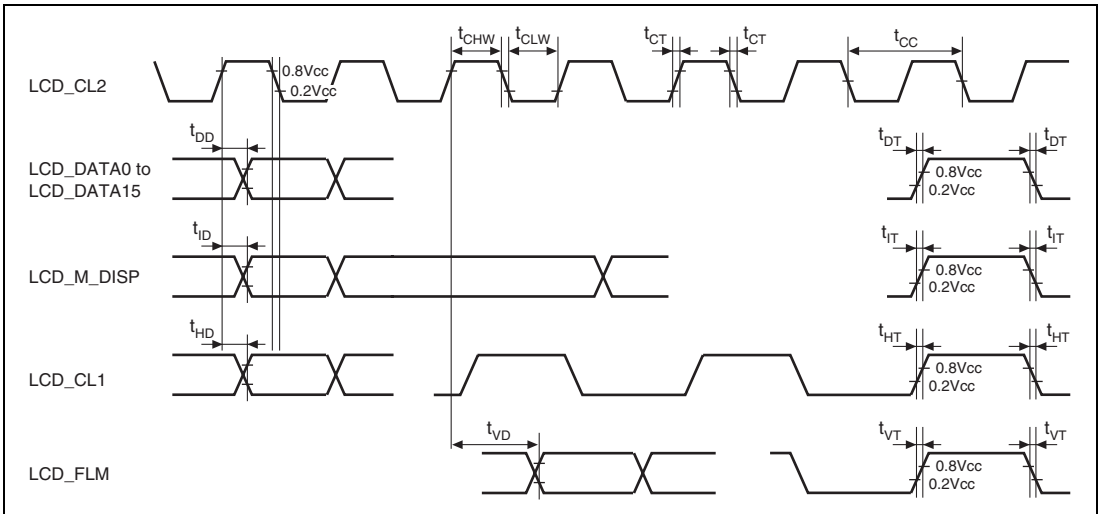 tCHW tCLW tCT tCT tCC
LCD_CL2
0.8Vcc
0.2Vcc
tDD tDT tDT
LCD_DATA0 to
LCD_DATA15
0.8Vcc
0.2Vcc
tID tIT tIT
LCD_M_DISP
0.8Vcc
0.2Vcc
tHD tHT tHT
LCD_CL1
0.8Vcc
0.2Vcc
tVD tVT tVT
LCD_FLM
0.8Vcc
0.2Vcc